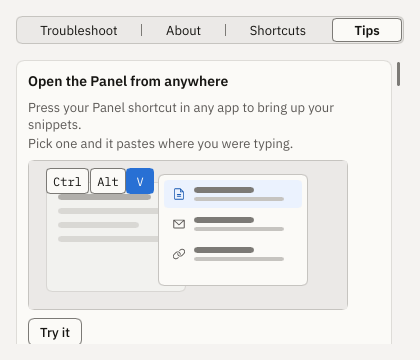 Troubleshoot About Shortcuts Tips
Open the Panel from anywhere
Press your Panel shortcut in any app to bring up your
snippets.
Pick one and it pastes where you were typing.
Ctrl Alt V
Try it